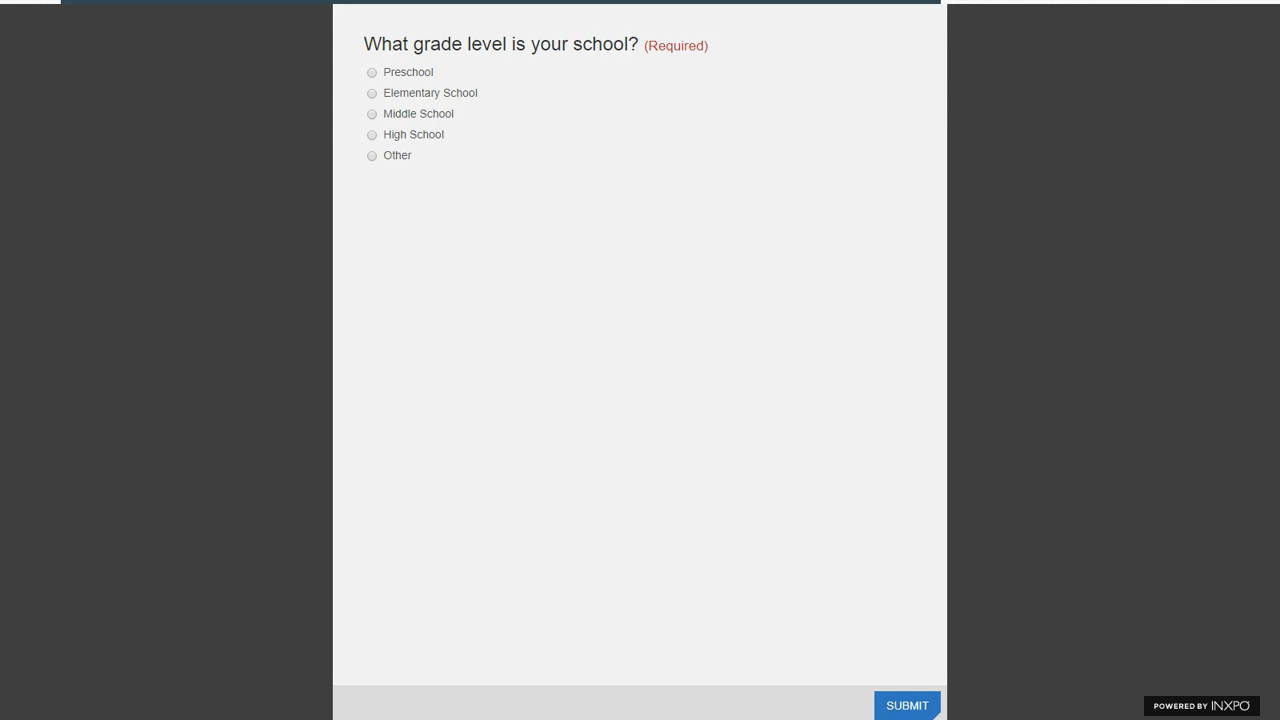 What grade level is your school? (Required)
Preschool
Elementary School
Middle School
High School
Other
SUBMIT
POWERED BY INXPO